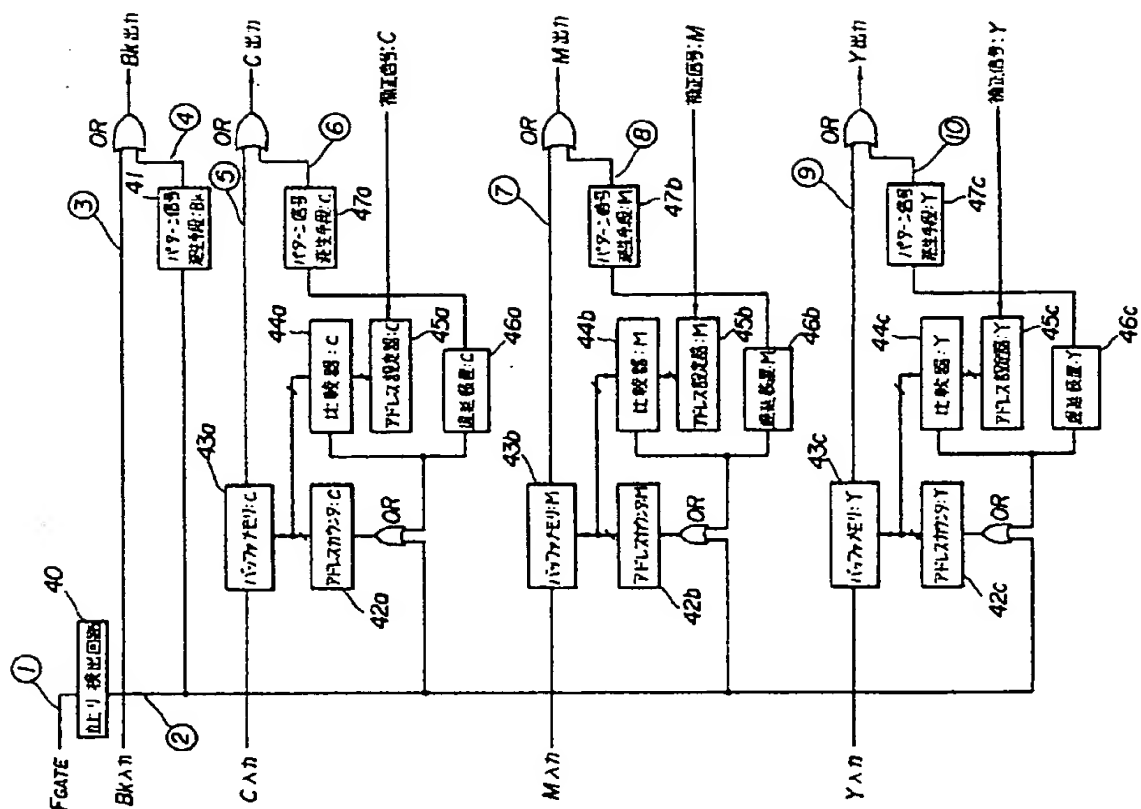 FGATE
①
40
立上り検出回路
②
Bk入力
③
41
パターン信号
発生手段:Bk
④
OR
Bk出力
C入力
43a
バッファメモリ:C
⑤
OR
C出力
42a
アドレスカウンタ:C
OR
44a
比較器:C
45a
アドレス設定器:C
補正信号:C
46a
遅延装置:C
47a
パターン信号
発生手段:C
⑥
M入力
43b
バッファメモリ:M
⑦
OR
M出力
42b
アドレスカウンタ:M
OR
44b
比較器:M
45b
アドレス設定器:M
補正信号:M
46b
遅延装置:M
47b
パターン信号
発生手段:M
⑧
Y入力
43c
バッファメモリ:Y
⑨
OR
Y出力
42c
アドレスカウンタ:Y
OR
44c
比較器:Y
45c
アドレス設定器:Y
補正信号:Y
46c
遅延装置:Y
47c
パターン信号
発生手段:Y
⑩